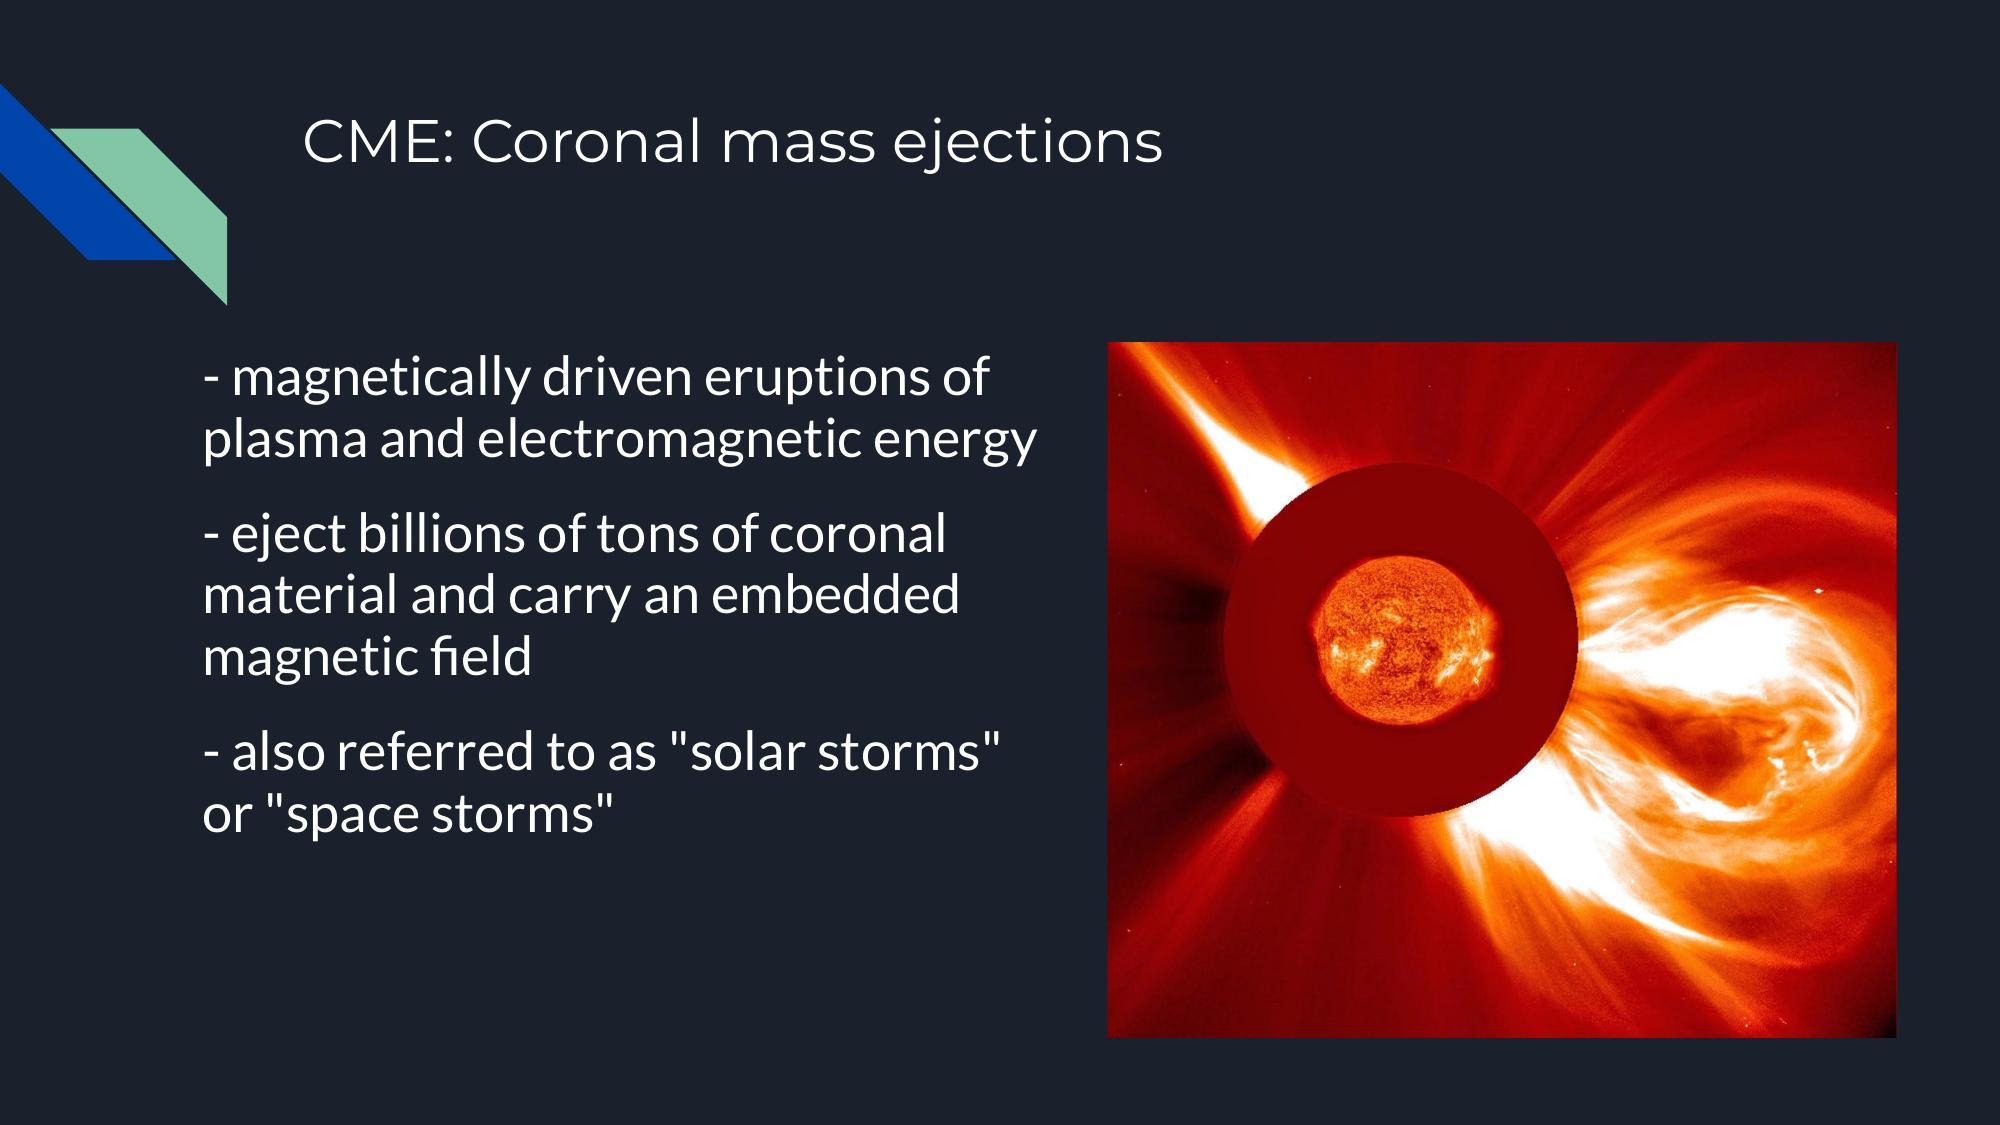 CME: Coronal mass ejections
- magnetically driven eruptions of
plasma and electromagnetic energy
- eject billions of tons of coronal
material and carry an embedded
magnetic field
- also referred to as "solar storms"
or "space storms"